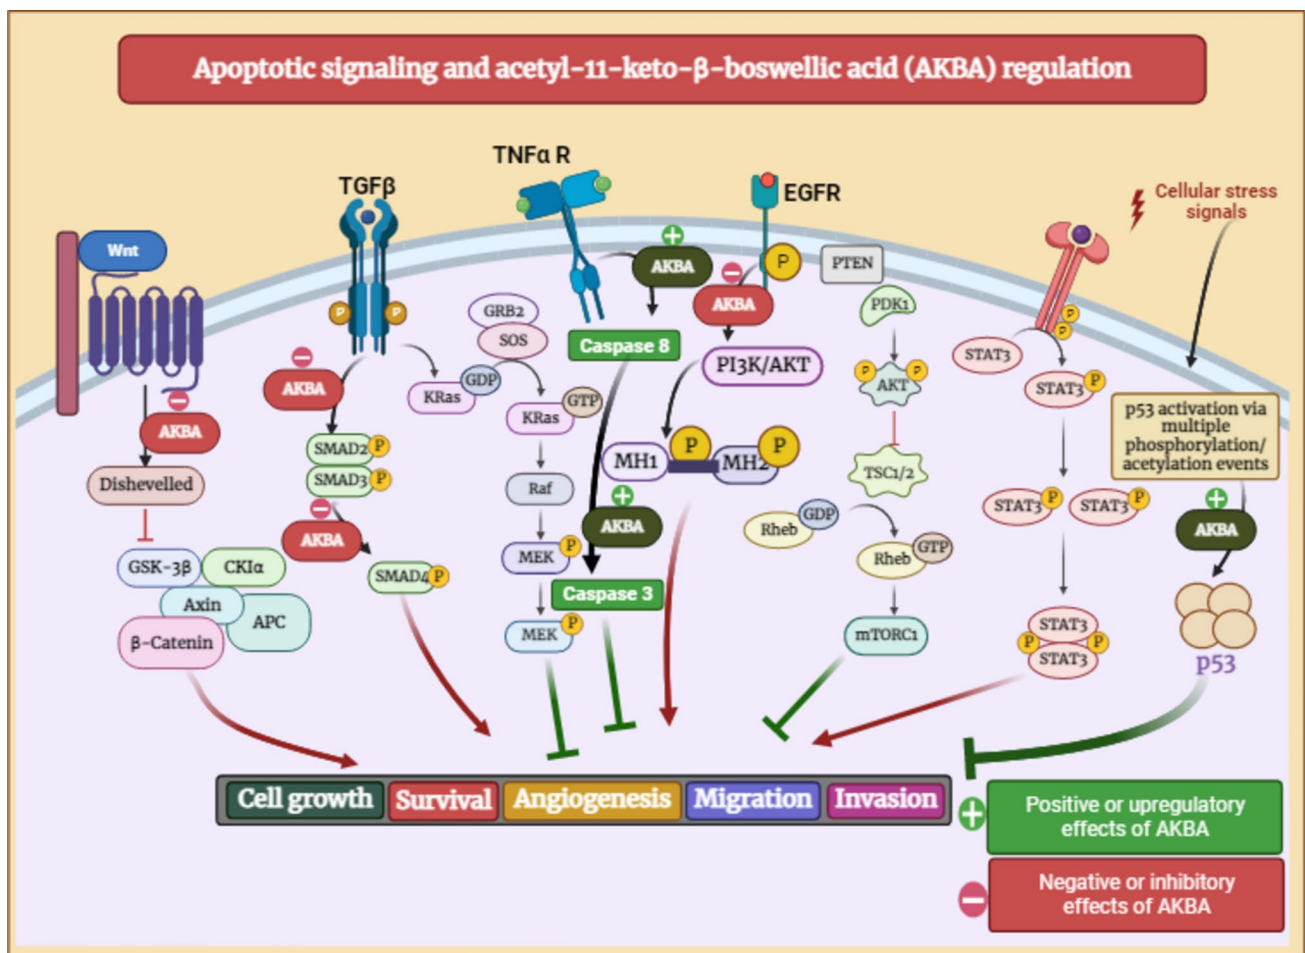 Apoptotic signaling and acetyl-11-keto-β-boswellic acid (AKBA) regulation
TNFα R
TGFβ
EGFR
Cellular stress
signals
Wnt
AKBA
P
PTEN
AKBA
PDK1
GRB2
SOS
P
P
P
P
Caspase 8
PI3K/AKT
STAT3
P
P
AKT
STAT3
P
AKBA
GDP
KRas
GTP
KRas
p53 activation via
multiple
phosphorylation/
acetylation events
AKBA
SMAD2
P
SMAD3
P
MH1
P
MH2
P
TSC1/2
Dishevelled
Raf
STAT3
P
STAT3
P
AKBA
AKBA
GDP
Rheb
AKBA
MEK
P
Rheb
GTP
GSK-3β
CKIα
SMAD4
P
Caspase 3
Axin
APC
β-Catenin
MEK
P
mTORC1
STAT3
P
P
STAT3
p53
Cell growth
Survival
Angiogenesis
Migration
Invasion
Positive or upregulatory
effects of AKBA
Negative or inhibitory
effects of AKBA